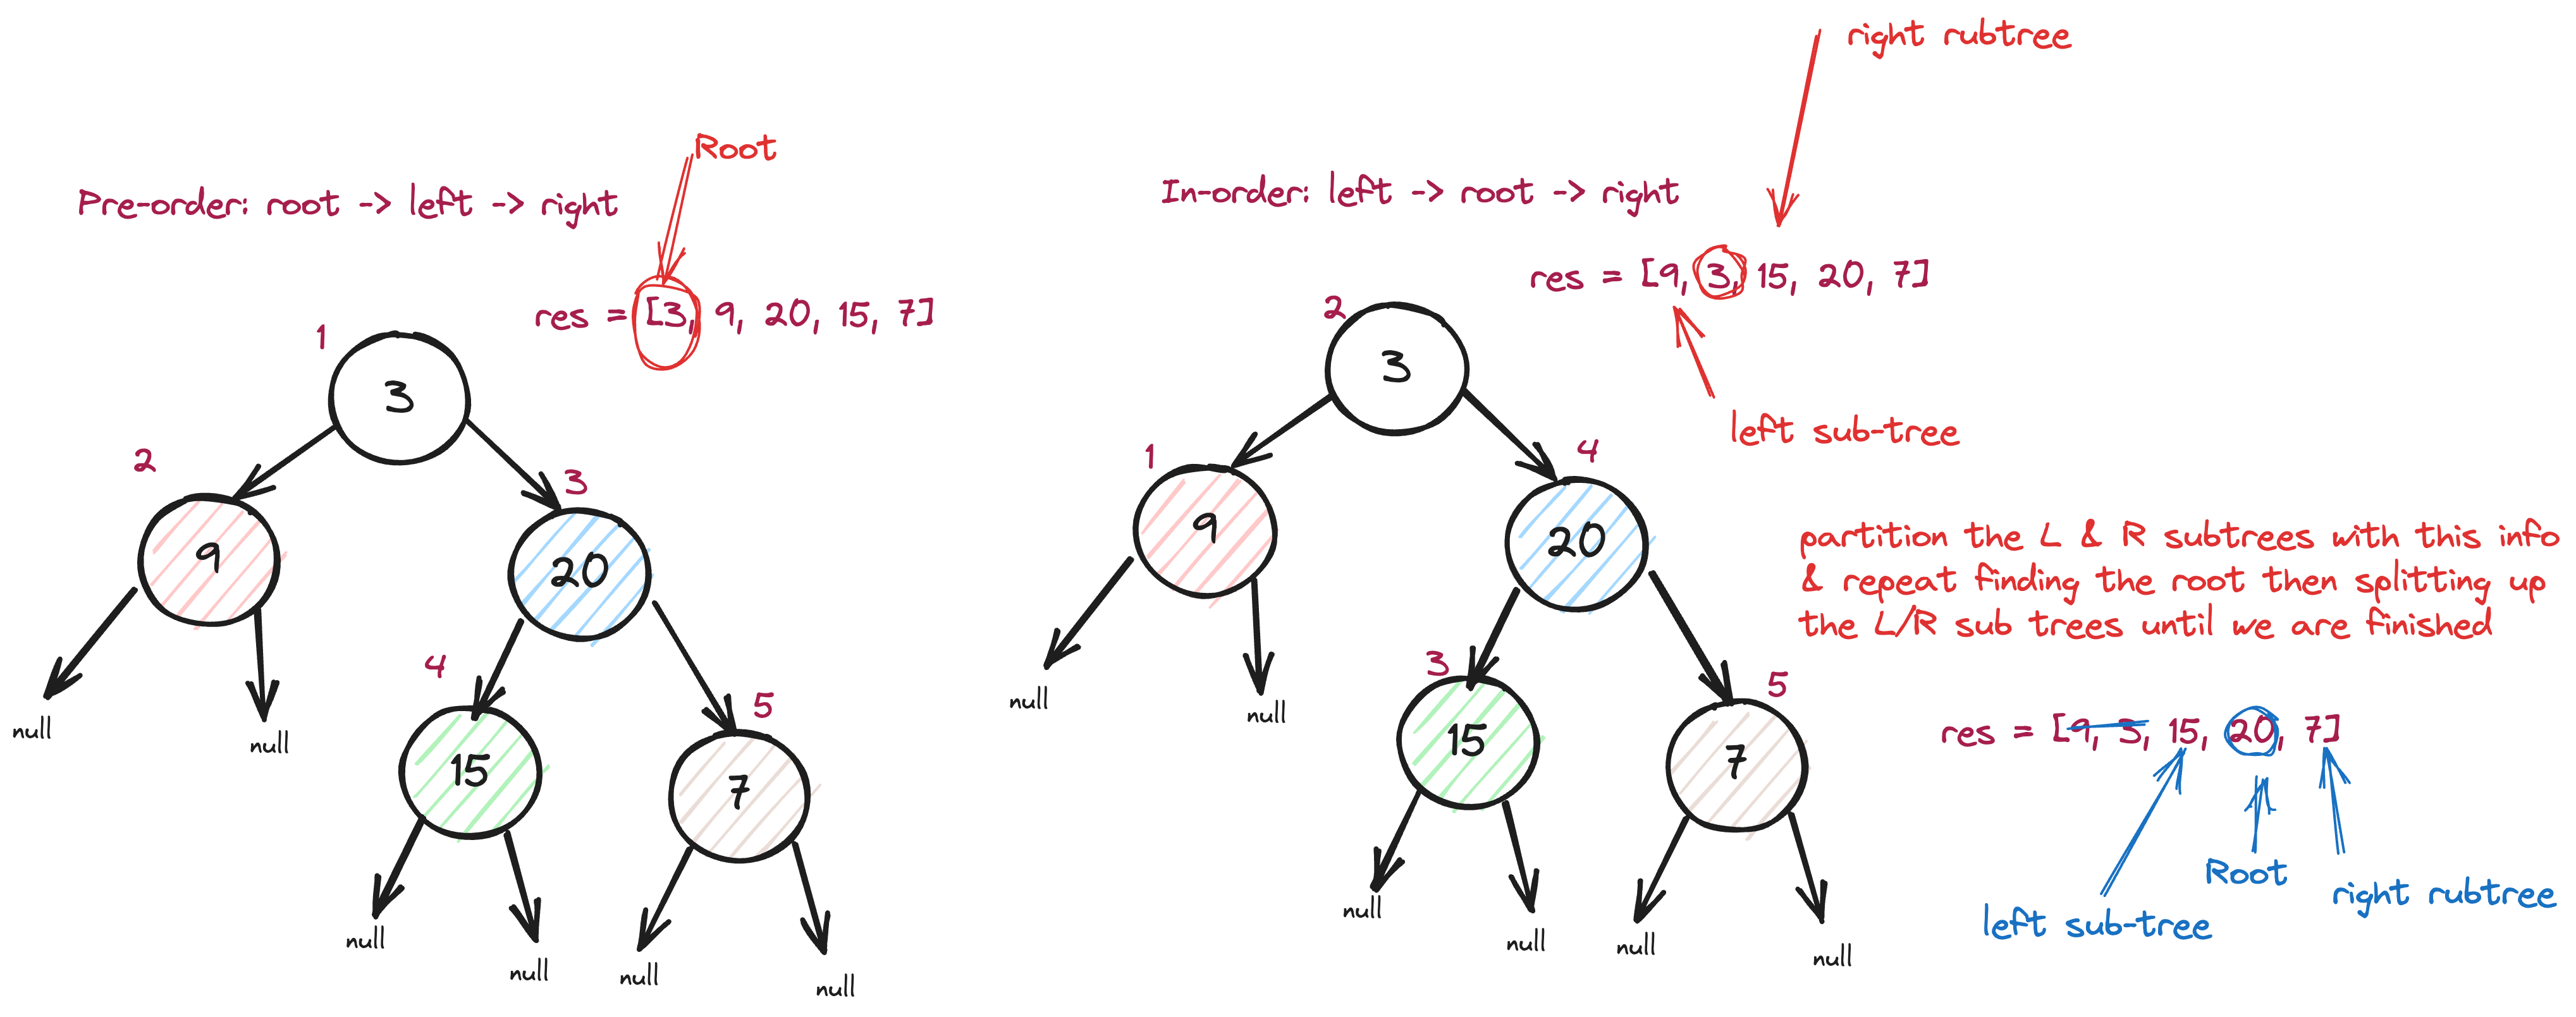 Root
Pre-order: root -> left -> right
res = [3, 9, 20, 15, 7]
1
3
2
9
3
20
4
15
5
7
null
null
null
null
null
null
right rubtree
In-order: left -> root -> right
res = [9, 3, 15, 20, 7]
left sub-tree
2
3
1
9
4
20
3
15
5
7
null
null
null
null
null
null
partition the L & R subtrees with this info
& repeat finding the root then splitting up
the L/R sub trees until we are finished
res = [9, 3, 15, 20, 7]
left sub-tree
Root
right rubtree